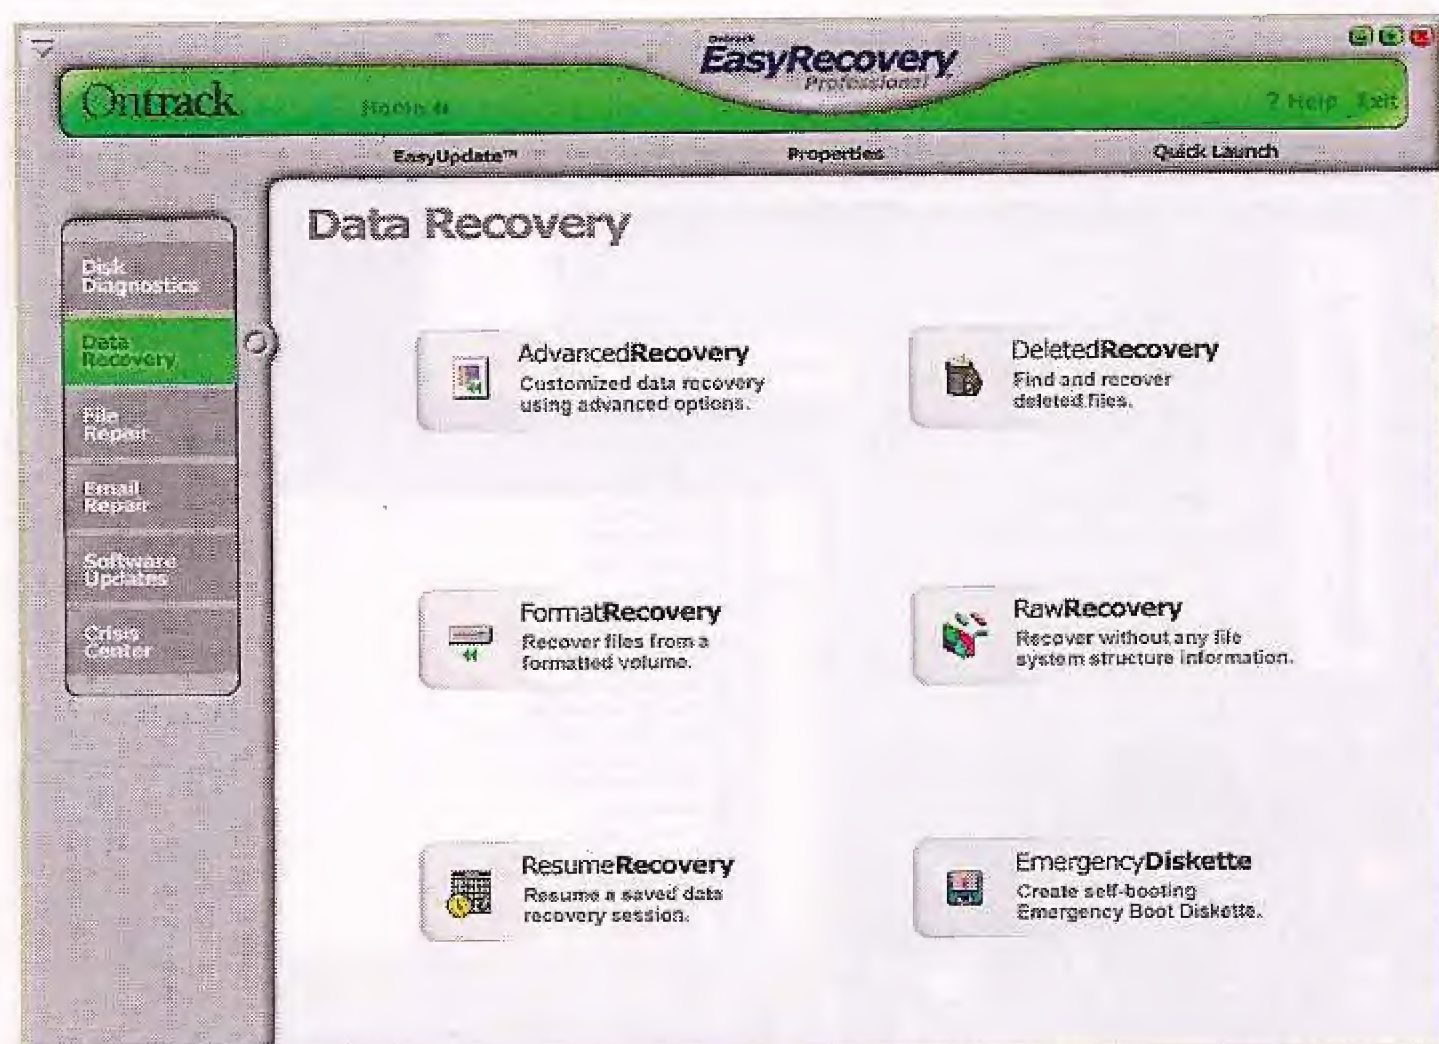 Ontrack
EasyRecovery
Professional
Ontrack
? Help Exit
EasyUpdate™
Properties
Quick Launch
Data Recovery
Disk
Diagnostics
Data
Recovery
File
Repair
Email
Repair
Software
Updates
Crisis
Center
AdvancedRecovery
Customized data recovery
using advanced options.
DeletedRecovery
Find and recover
deleted files.
FormatRecovery
Recover files from a
formatted volume.
RawRecovery
Recover without any file
system structure information.
ResumeRecovery
Resume a saved data
recovery session.
EmergencyDiskette
Create self-booting
Emergency Boot Diskette.